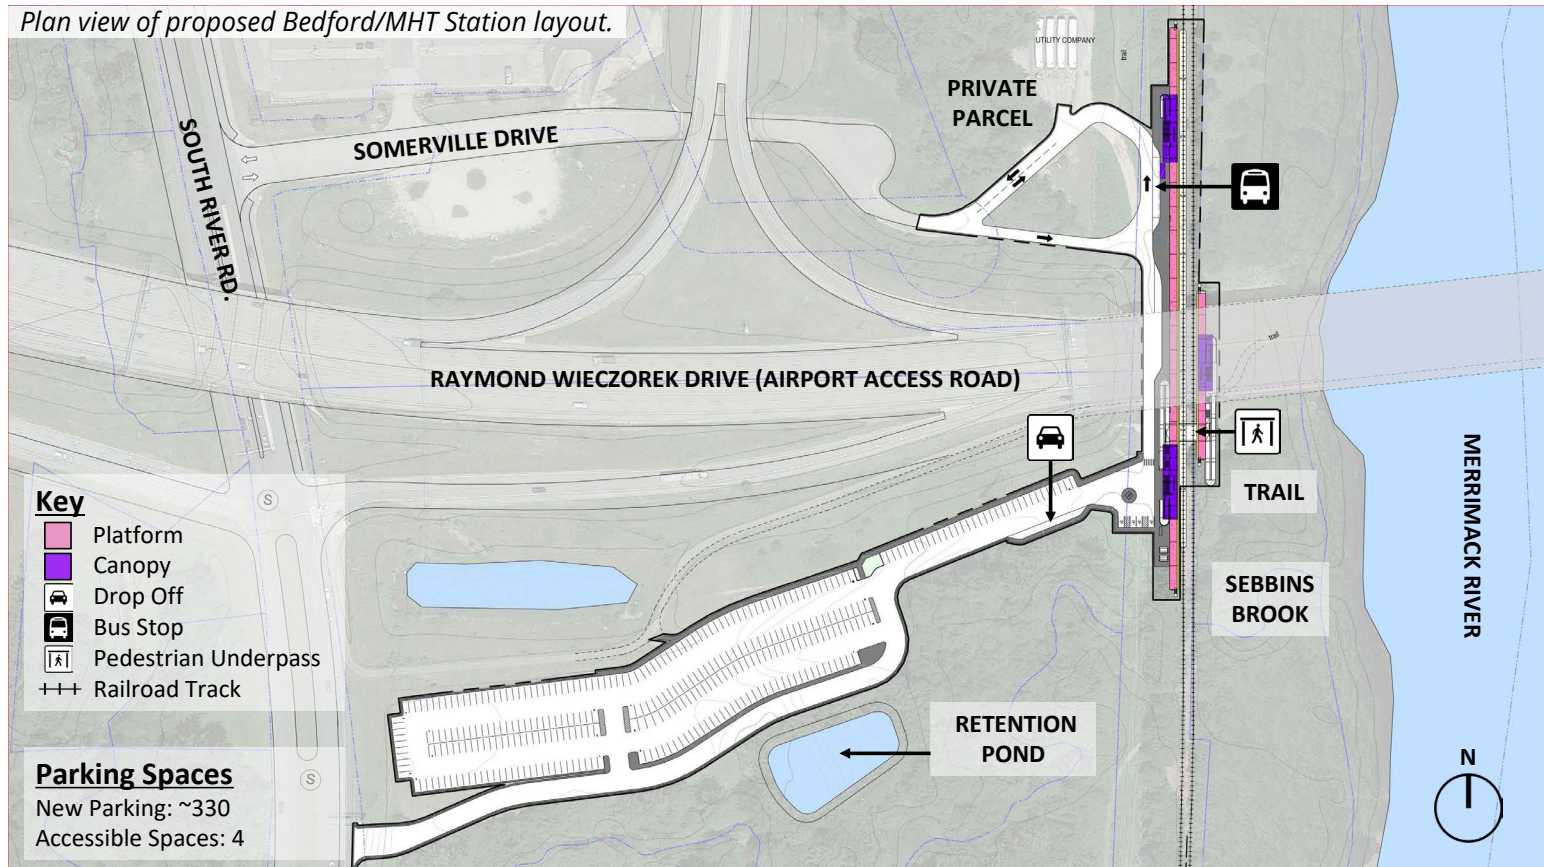 Plan view of proposed Bedford/MHT Station layout.
UTILITY COMPANY
trail
PRIVATE
PARCEL
SOUTH RIVER RD.
SOMERVILLE DRIVE
RAYMOND WIECZOREK DRIVE (AIRPORT ACCESS ROAD)
trail
TRAIL
MERRIMACK RIVER
SEBBINS
BROOK
RETENTION
POND
S
S
Key
Platform
Canopy
Drop Off
Bus Stop
Pedestrian Underpass
Railroad Track
Parking Spaces
New Parking: ~330
Accessible Spaces: 4
N